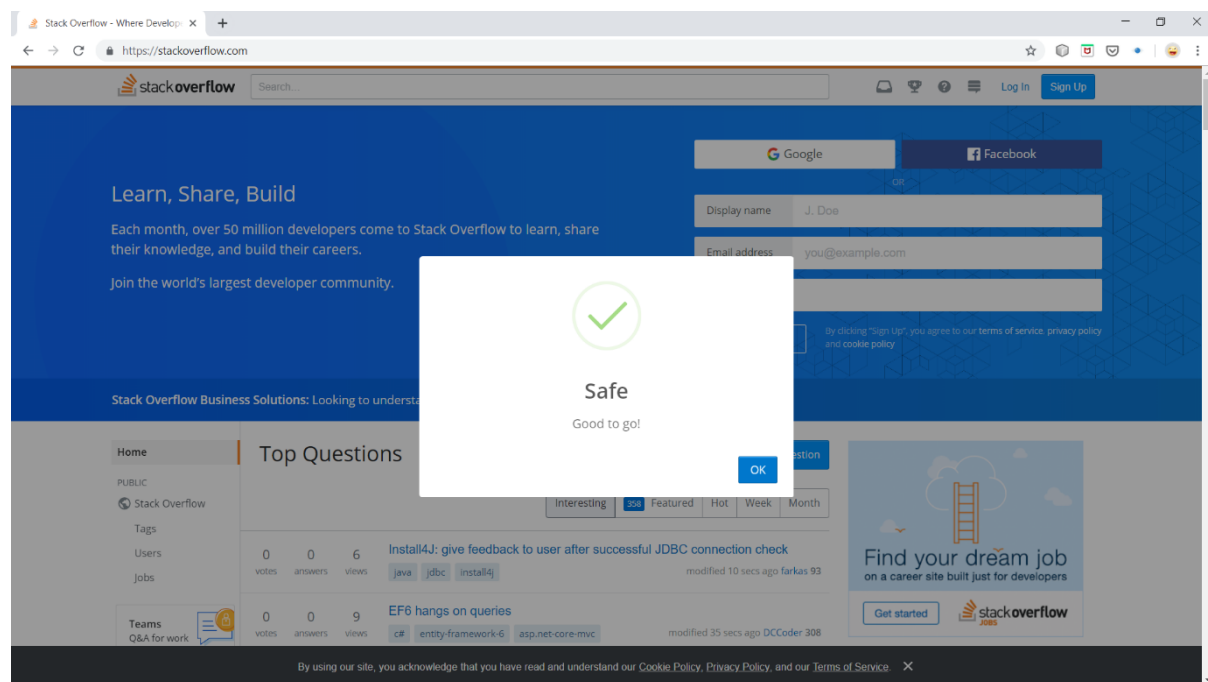 Stack Overflow - Where Develop
https://stackoverflow.com
stackoverflow
Search...
Log In
Sign Up
Google
Facebook
OR
Learn, Share, Build
Display name
J. Doe
Each month, over 50 million developers come to Stack Overflow to learn, share
their knowledge, and build their careers.
Email address
you@example.com
Join the world's largest developer community.
By clicking "Sign Up", you agree to our terms of service, privacy policy
and cookie policy
Safe
Good to go!
OK
Stack Overflow Business Solutions: Looking to understa
Home
PUBLIC
Stack Overflow
Tags
Users
Jobs
Teams
Q&A for work
Top Questions
estion
Interesting
358 Featured
Hot
Week
Month
0 0 6
votes answers views
Install4J: give feedback to user after successful JDBC connection check
java jdbc install4j
modified 10 secs ago farkas 93
0 0 9
votes answers views
EF6 hangs on queries
c# entity-framework-6 asp.net-core-mvc
modified 35 secs ago DCCoder 308
Find your dream job
on a career site built just for developers
Get started
stackoverflow
JOBS
By using our site, you acknowledge that you have read and understand our Cookie Policy, Privacy Policy, and our Terms of Service.